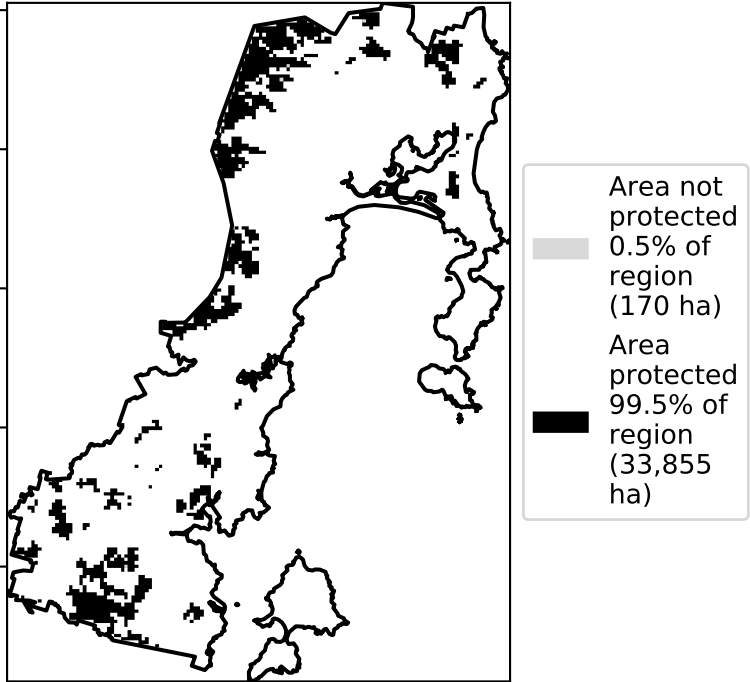 Area not
protected
0.5% of
region
(170 ha)
Area
protected
99.5% of
region
(33,855
ha)